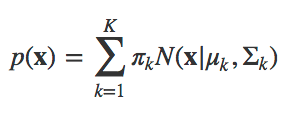 p(x) = ∑_{k=1}^{K} π_k N(x|μ_k, Σ_k)